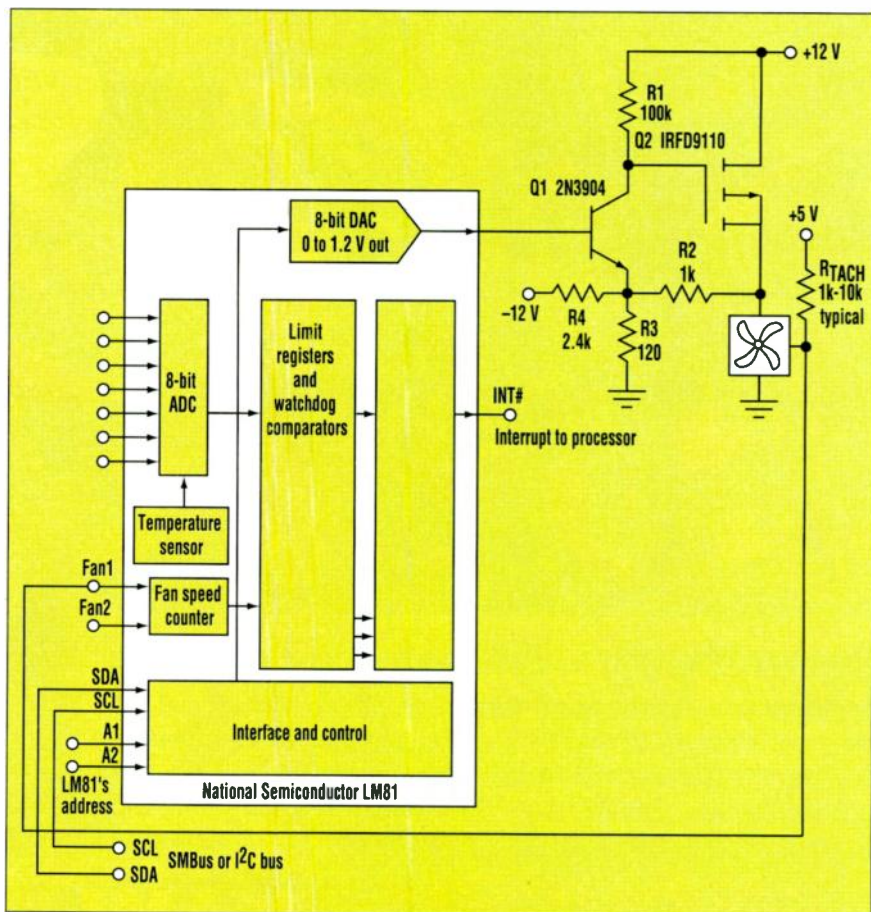 +12 V
R1
100k
Q2 IRFD9110
Q1 2N3904
+5 V
8-bit DAC
0 to 1.2 V out
R2
1k
RTACH
1k-10k
typical
–12 V
R4
2.4k
R3
120
8-bit
ADC
Limit
registers
and
watchdog
comparators
INT#
Interrupt to processor
Temperature
sensor
Fan1
Fan2
Fan speed
counter
SDA
SCL
A1
A2
Interface and control
LM81's
address
National Semiconductor LM81
SCL
SDA
SMBus or I²C bus